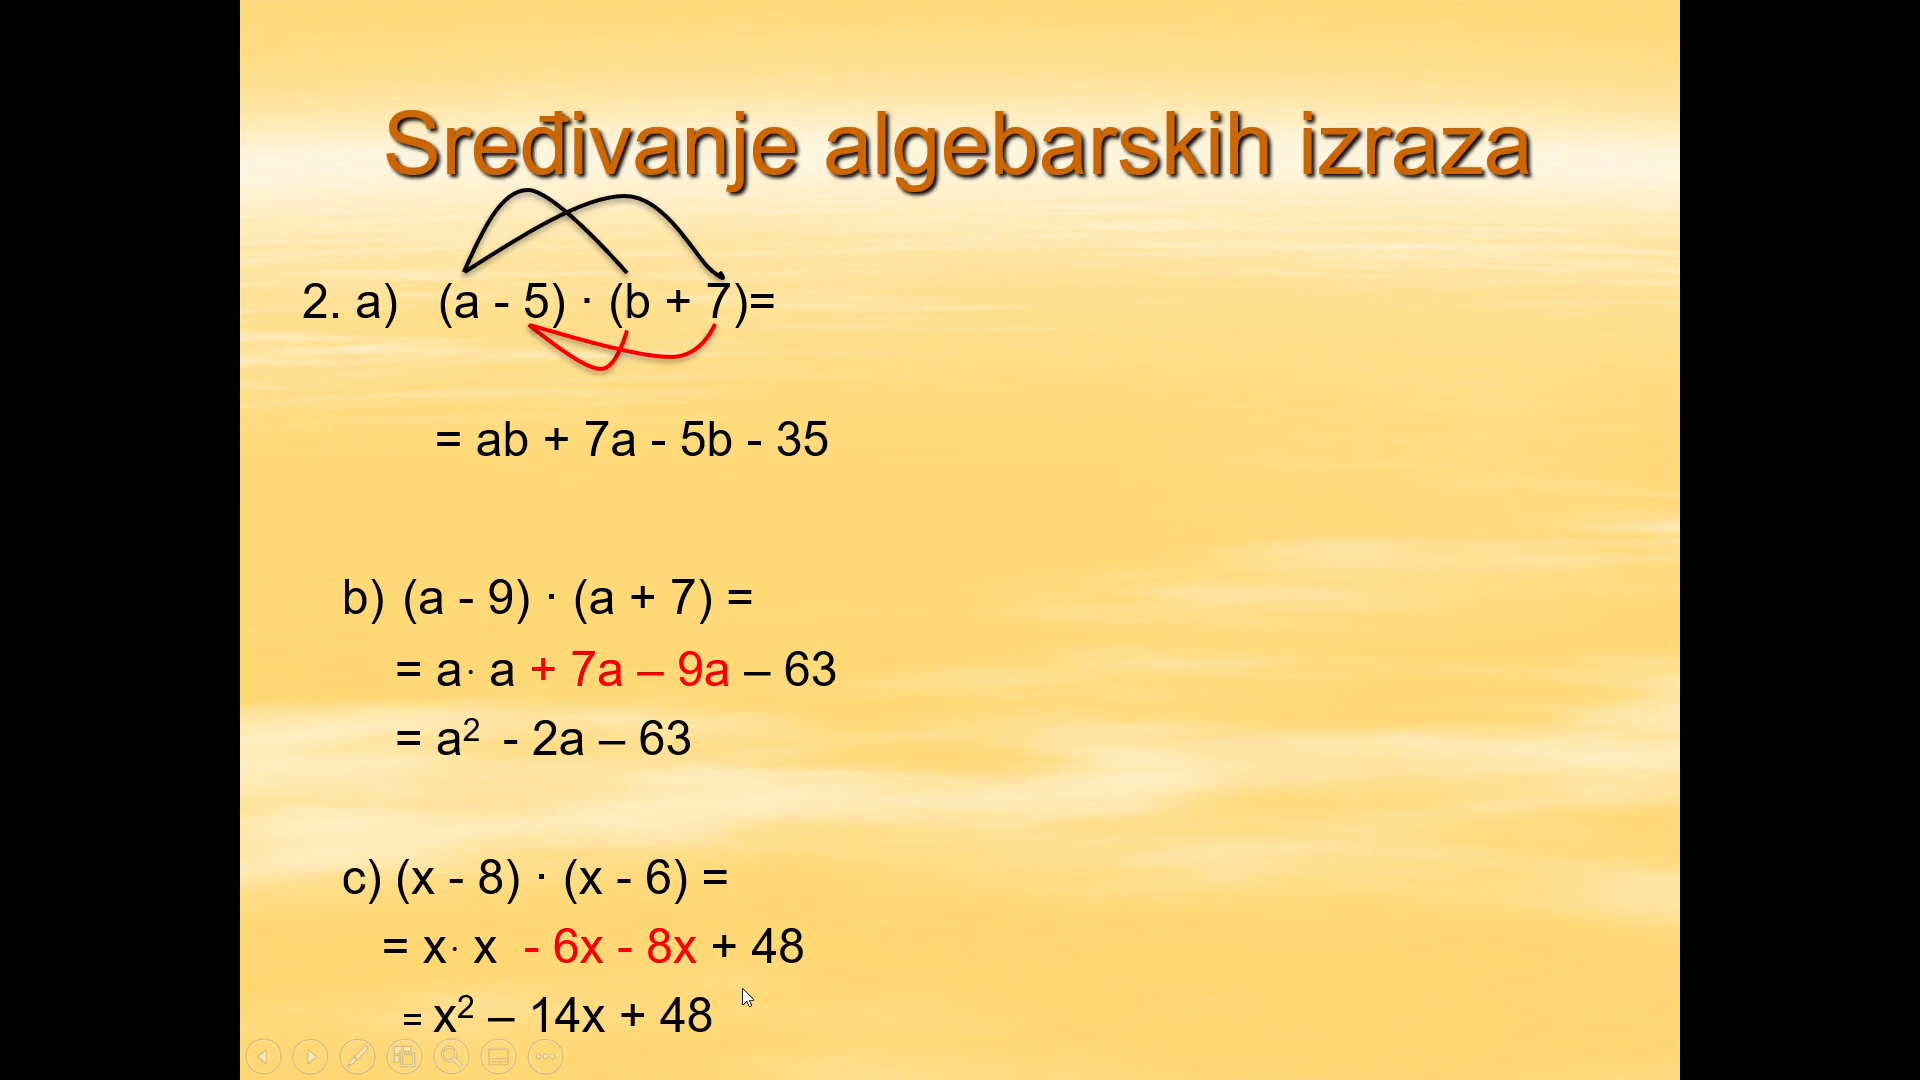 Sređivanje algebarskih izraza
2. a) (a - 5) · (b + 7)=
= ab + 7a - 5b - 35
b) (a - 9) · (a + 7) =
= a· a + 7a – 9a – 63
= a² - 2a – 63
c) (x - 8) · (x - 6) =
= x· x - 6x - 8x + 48
= x² – 14x + 48